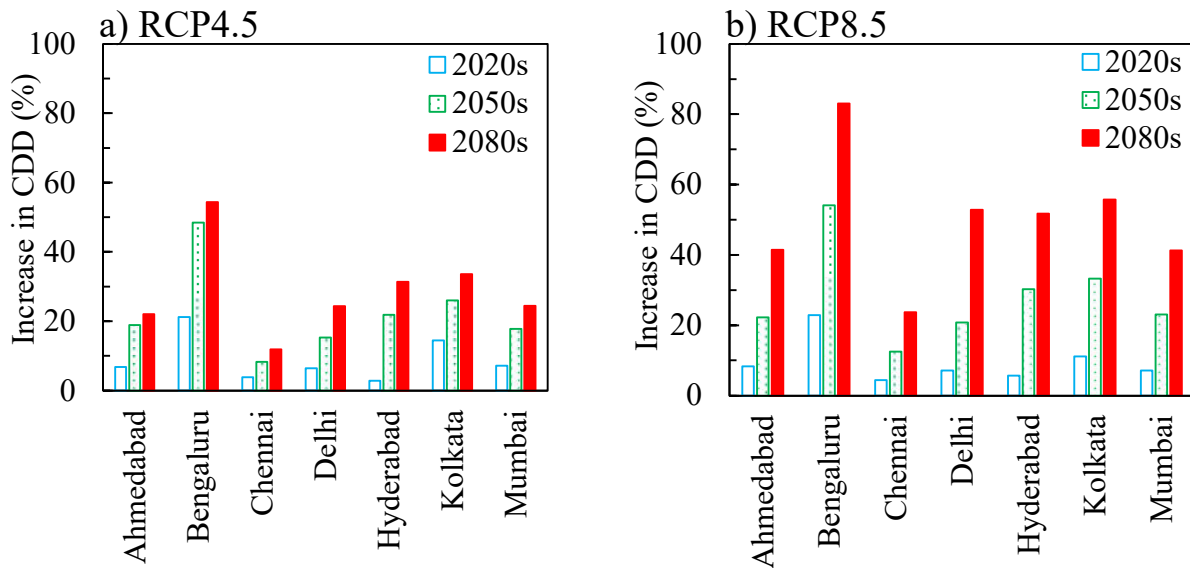 a) RCP4.5
Increase in CDD (%)
100
80
60
40
20
0
2020s
2050s
2080s
Ahmedabad
Bengaluru
Chennai
Delhi
Hyderabad
Kolkata
Mumbai
b) RCP8.5
Increase in CDD (%)
100
80
60
40
20
0
2020s
2050s
2080s
Ahmedabad
Bengaluru
Chennai
Delhi
Hyderabad
Kolkata
Mumbai